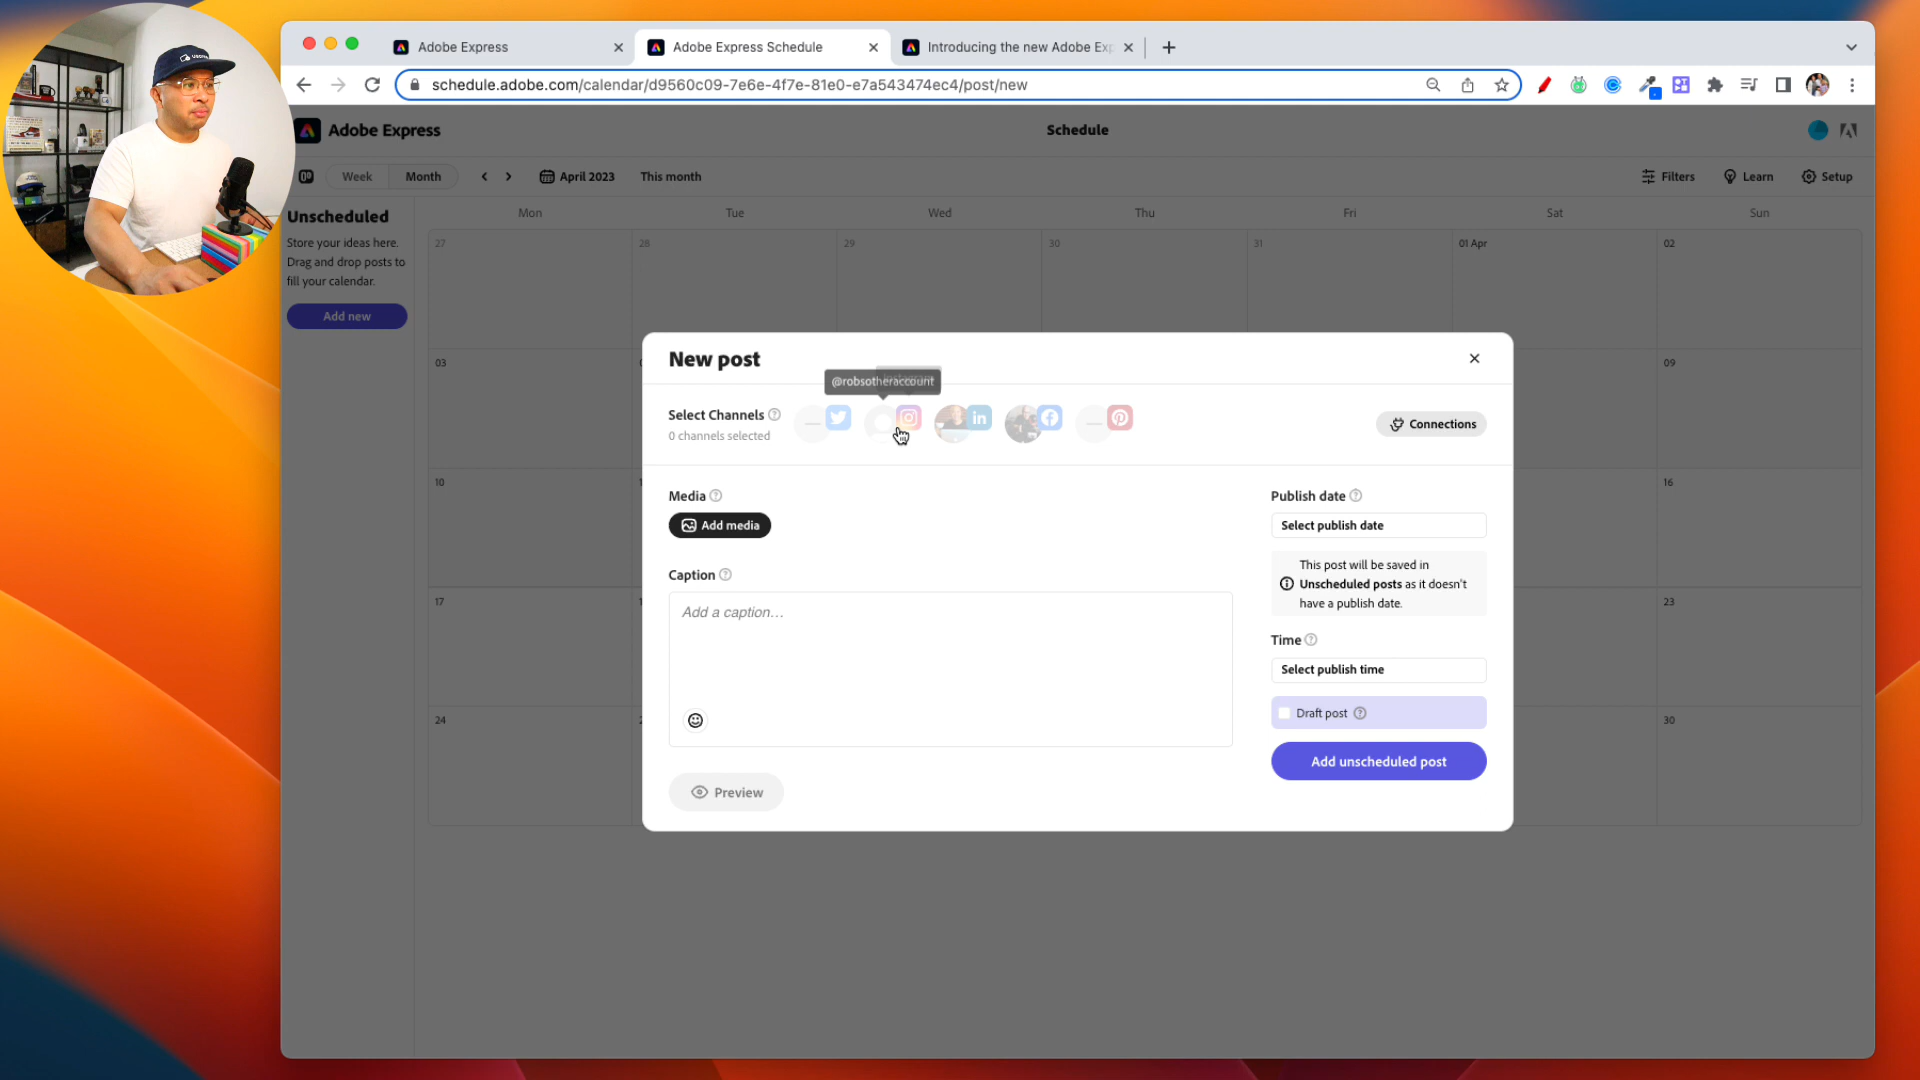 Adobe Express
Adobe Express Schedule
Introducing the new Adobe Exp
schedule.adobe.com/calendar/d9560c09-7e6e-4f7e-81e0-e7a543474ec4/post/new
Adobe Express
Schedule
Week
Month
April 2023
This month
Filters
Learn
Setup
Unscheduled
Store your ideas here.
Drag and drop posts to
fill your calendar.
Add new
Mon
Tue
Wed
Thu
Fri
Sat
Sun
27
28
29
30
31
01 Apr
02
03
09
10
16
17
23
24
30
New post
@robsotheraccount
Select Channels
0 channels selected
Connections
Media
Add media
Caption
Add a caption…
Preview
Publish date
Select publish date
This post will be saved in
Unscheduled posts as it doesn't
have a publish date.
Time
Select publish time
Draft post
Add unscheduled post